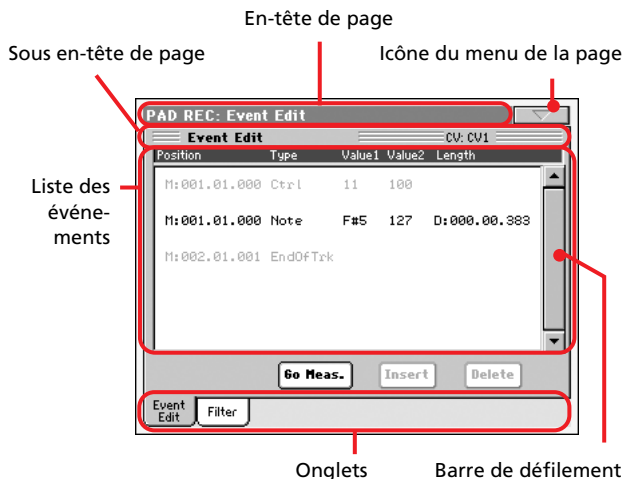 En-tête de page
Sous en-tête de page
Icône du menu de la page
PAD REC: Event Edit
Event Edit
CV: CV1
Position Type Value1 Value2 Length
Liste des
événe-
ments
M:001.01.000 Ctrl 11 100
M:001.01.000 Note F#5 127 D:000.00.383
M:002.01.001 EndOfTrk
Go Meas. Insert Delete
Event
Edit
Filter
Onglets
Barre de défilement